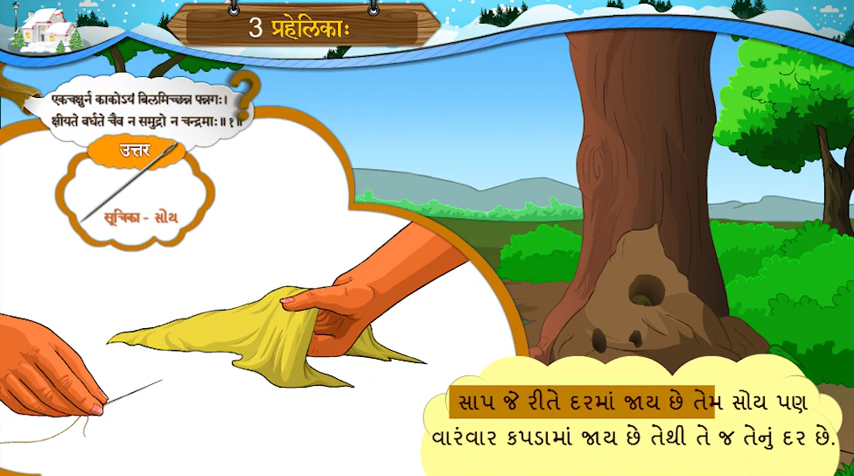 3 प्रहेलिकाः
एकचक्षुर्न काकोऽयं बिलमिच्छन्न पन्नगः।
क्षीयते वर्धते चैव न समुद्रो न चन्द्रमाः॥१॥
?
उत्तर
સૂચિકા - સોય
સાપ જે રીતે દરમાં જાય છે તેમ સોય પણ
વારંવાર કપડામાં જાય છે તેથી તે જ તેનું દર છે.